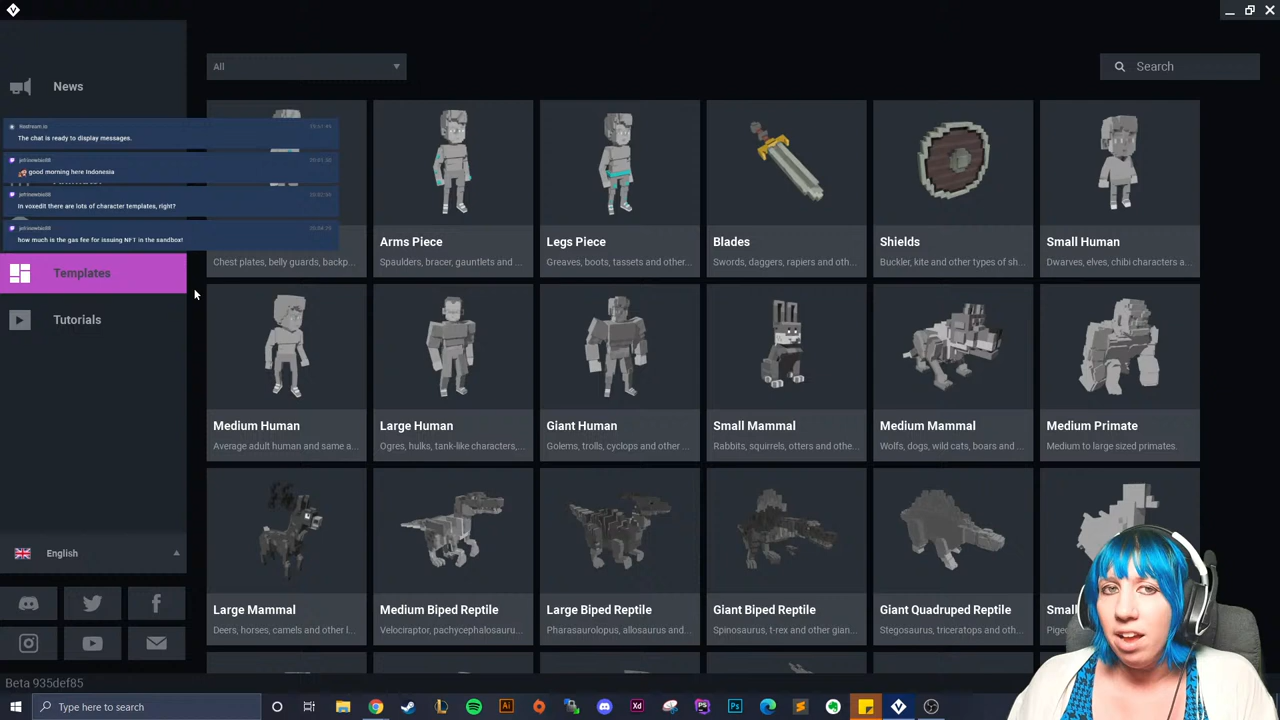 News
All
Search
Restream.io
The chat is ready to display messages.
good morning here Indonesia
In voxedit there are lots of character templates, right?
how much is the gas fee for issuing NFT in the sandbox!
Templates
Tutorials
Chest plates, belly guards, backp...
Arms Piece
Spaulders, bracer, gauntlets and ...
Legs Piece
Greaves, boots, tassets and other...
Blades
Swords, daggers, rapiers and oth...
Shields
Buckler, kite and other types of sh...
Small Human
Dwarves, elves, chibi characters a...
Medium Human
Average adult human and same a...
Large Human
Ogres, hulks, tank-like characters,...
Giant Human
Golems, trolls, cyclops and other ...
Small Mammal
Rabbits, squirrels, otters and othe...
Medium Mammal
Wolfs, dogs, wild cats, boars and ...
Medium Primate
Medium to large sized primates.
Large Mammal
Deers, horses, camels and other l...
Medium Biped Reptile
Velociraptor, pachycephalosauru...
Large Biped Reptile
Pharasaurolopus, allosaurus and...
Giant Biped Reptile
Spinosaurus, t-rex and other gian...
Giant Quadruped Reptile
Stegosaurus, triceratops and oth...
Small
Pige
English
Beta 935def85
Type here to search